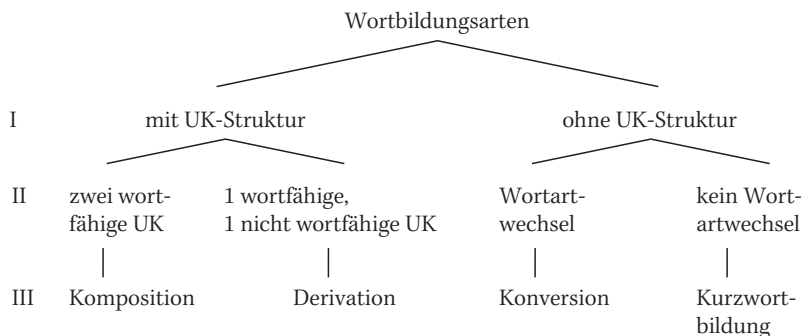 Wortbildungsarten
I mit UK-Struktur ohne UK-Struktur
II zwei wort- 1 wortfähige, Wortart- kein Wort-
fähige UK 1 nicht wortfähige UK wechsel artwechsel
III Komposition Derivation Konversion Kurzwort-
bildung